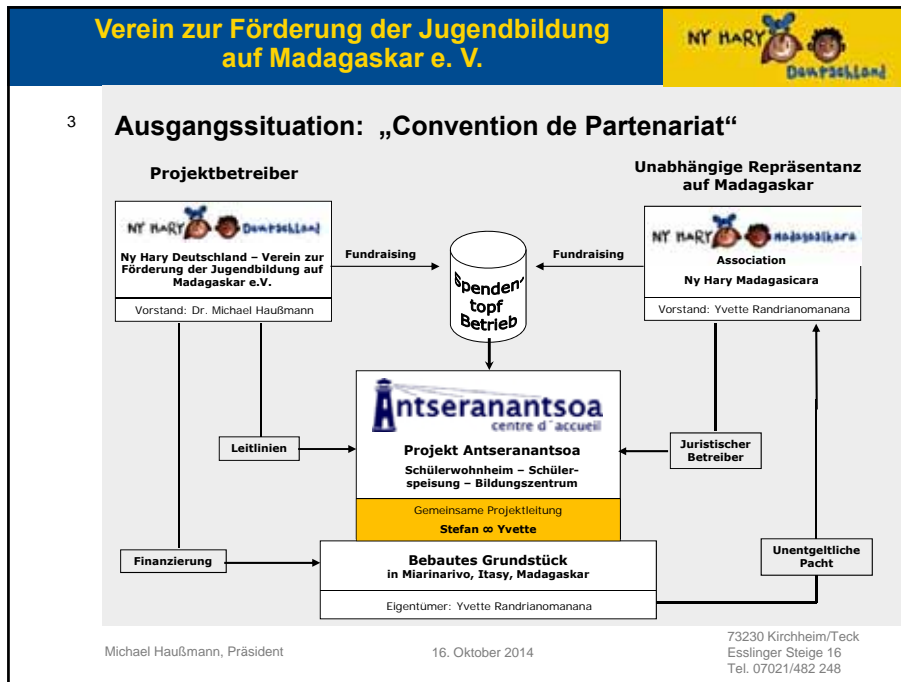 Verein zur Förderung der Jugendbildung
auf Madagaskar e. V.
NY HARY
Deutschland
3
Ausgangssituation: „Convention de Partenariat“
Projektbetreiber
Unabhängige Repräsentanz
auf Madagaskar
NY HARY Deutschland
Ny Hary Deutschland – Verein zur
Förderung der Jugendbildung auf
Madagaskar e.V.
Vorstand: Dr. Michael Haußmann
Fundraising
Spenden-
topf
Betrieb
Fundraising
NY HARY Madagasikara
Association
Ny Hary Madagasicara
Vorstand: Yvette Randrianomanana
Antseranantsoa
centre d´accueil
Projekt Antseranantsoa
Schülerwohnheim – Schüler-
speisung – Bildungszentrum
Gemeinsame Projektleitung
Stefan ∞ Yvette
Leitlinien
Juristischer
Betreiber
Finanzierung
Bebautes Grundstück
in Miarinarivo, Itasy, Madagaskar
Eigentümer: Yvette Randrianomanana
Unentgeltliche
Pacht
Michael Haußmann, Präsident
16. Oktober 2014
73230 Kirchheim/Teck
Esslinger Steige 16
Tel. 07021/482 248